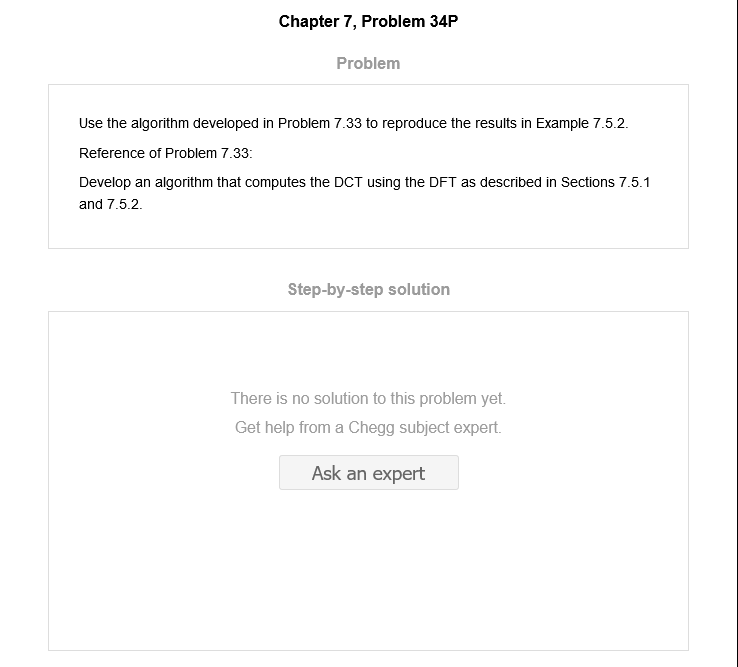 Chapter 7, Problem 34P
Problem
Use the algorithm developed in Problem 7.33 to reproduce the results in Example 7.5.2.
Reference of Problem 7.33:
Develop an algorithm that computes the DCT using the DFT as described in Sections 7.5.1
and 7.5.2.
Step-by-step solution
There is no solution to this problem yet.
Get help from a Chegg subject expert.
Ask an expert